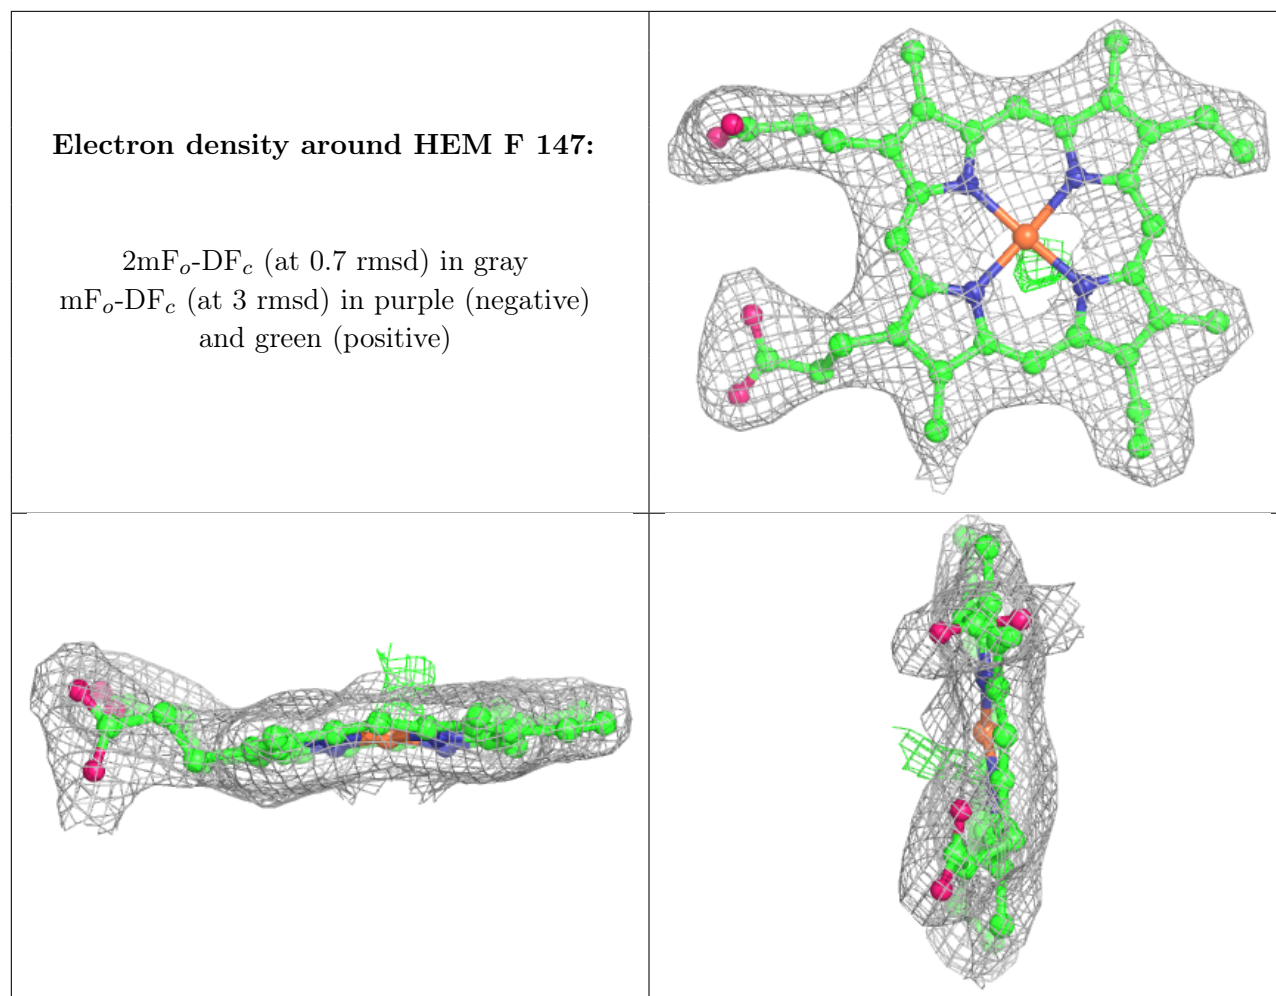 Electron density around HEM F 147:
2mFo-DFc (at 0.7 rmsd) in gray
mFo-DFc (at 3 rmsd) in purple (negative)
and green (positive)